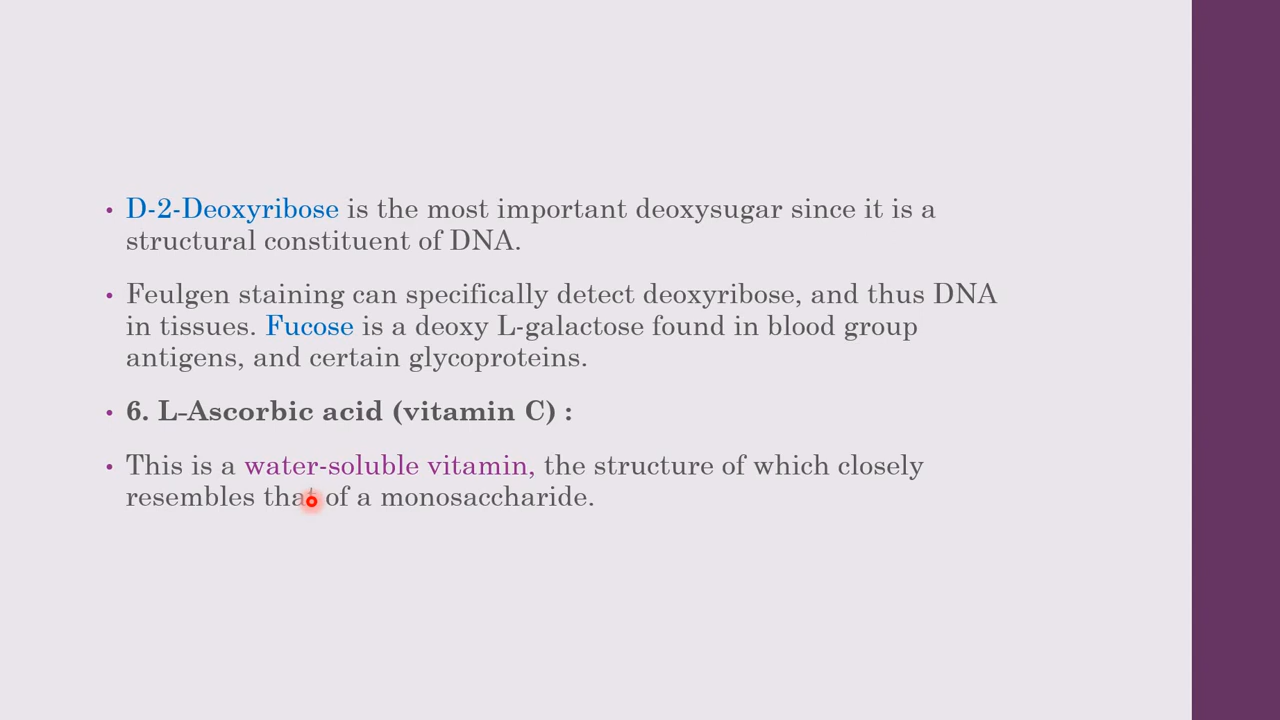 • D-2-Deoxyribose is the most important deoxysugar since it is a
structural constituent of DNA.
• Feulgen staining can specifically detect deoxyribose, and thus DNA
in tissues. Fucose is a deoxy L-galactose found in blood group
antigens, and certain glycoproteins.
• 6. L-Ascorbic acid (vitamin C) :
• This is a water-soluble vitamin, the structure of which closely
resembles that of a monosaccharide.